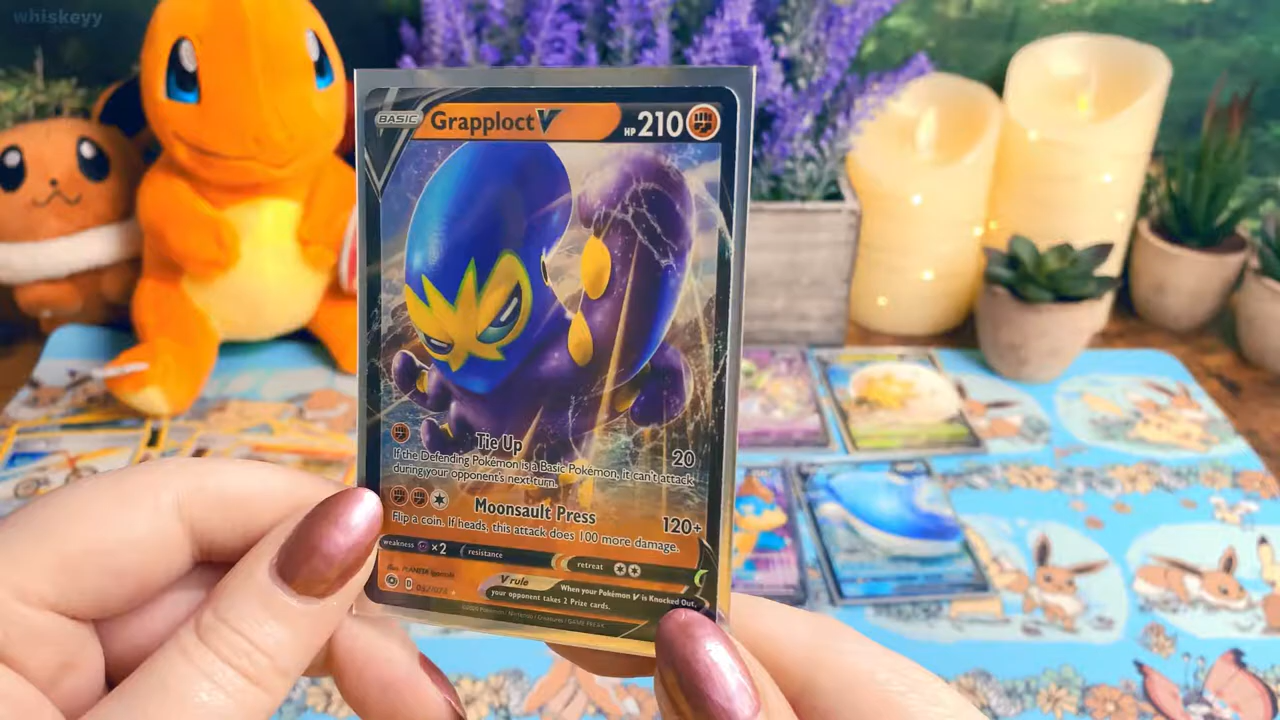 whiskeyy
BASIC Grapploct V HP 210
Tie Up 20
If the Defending Pokémon is a Basic Pokémon, it can't attack
during your opponent's next turn.
Moonsault Press 120+
Flip a coin. If heads, this attack does 100 more damage.
weakness ×2 resistance retreat
V rule When your Pokémon V is Knocked Out,
your opponent takes 2 Prize cards.